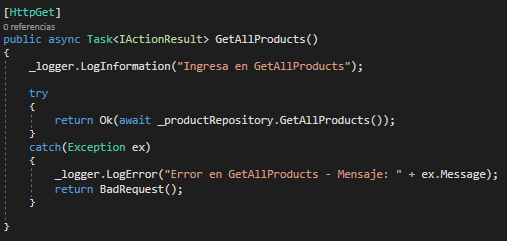 [HttpGet]
0 referencias
public async Task<IActionResult> GetAllProducts()
{
_logger.LogInformation("Ingresa en GetAllProducts");
try
{
return Ok(await _productRepository.GetAllProducts());
}
catch(Exception ex)
{
_logger.LogError("Error en GetAllProducts - Mensaje: " + ex.Message);
return BadRequest();
}
}